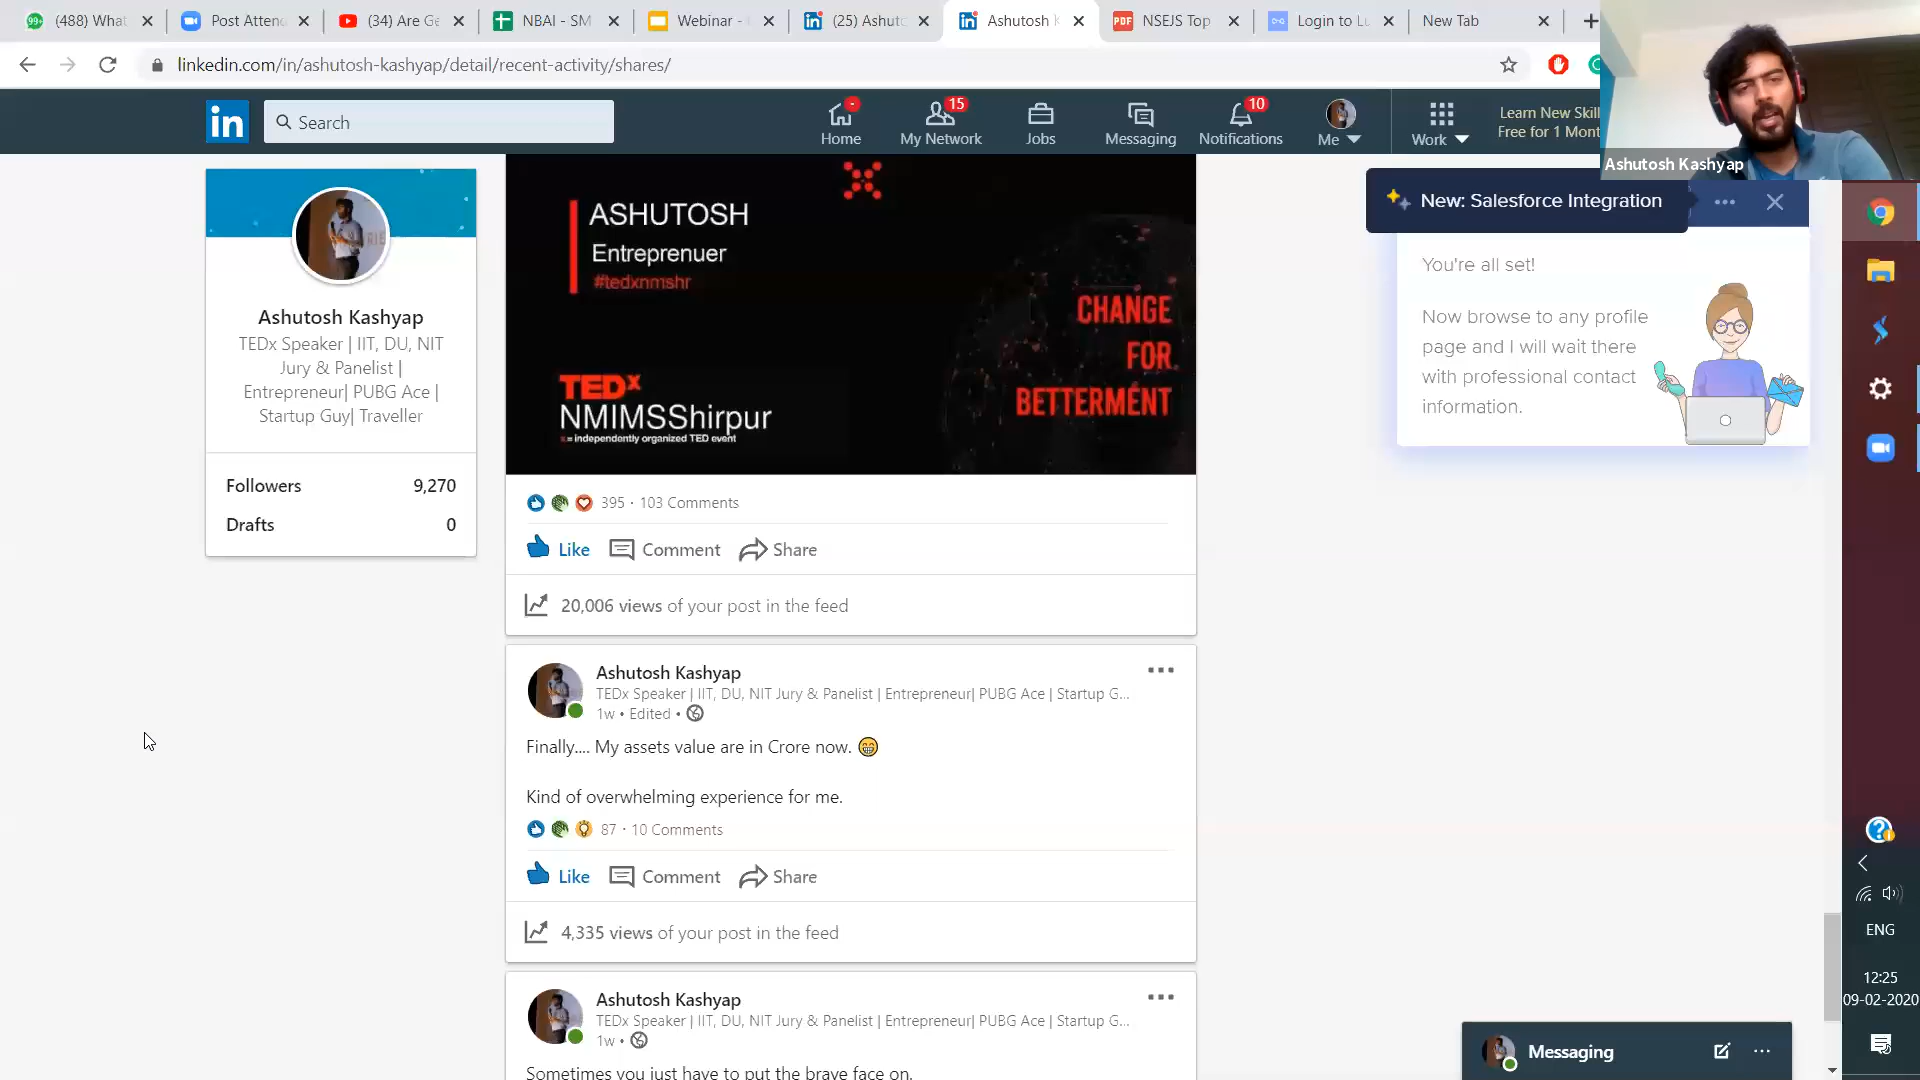 (488) What
Post Atten
(34) Are Ge
NBAI - SM
Webinar -
(25) Ashuto
Ashutosh K
PDF
NSEJS Top
Login to Lu
New Tab
linkedin.com/in/ashutosh-kashyap/detail/recent-activity/shares/
in
Search
Home
15
My Network
Jobs
Messaging
10
Notifications
Me
Work
Learn New Skil
Free for 1 Mont
Ashutosh Kashyap
New: Salesforce Integration
You're all set!
Now browse to any profile
page and I will wait there
with professional contact
information.
Ashutosh Kashyap
TEDx Speaker | IIT, DU, NIT
Jury & Panelist |
Entrepreneur| PUBG Ace |
Startup Guy| Traveller
Followers 9,270
Drafts 0
ASHUTOSH
Entreprenuer
#tedxnmshr
CHANGE
FOR
BETTERMENT
TEDx
NMIMSShirpur
x = independently organized TED event
395 · 103 Comments
Like Comment Share
20,006 views of your post in the feed
Ashutosh Kashyap
TEDx Speaker | IIT, DU, NIT Jury & Panelist | Entrepreneur| PUBG Ace | Startup G...
1w • Edited •
Finally.... My assets value are in Crore now. 😁
Kind of overwhelming experience for me.
87 · 10 Comments
Like Comment Share
4,335 views of your post in the feed
Ashutosh Kashyap
TEDx Speaker | IIT, DU, NIT Jury & Panelist | Entrepreneur| PUBG Ace | Startup G...
1w •
Sometimes you just have to put the brave face on.
Messaging
ENG
12:25
09-02-2020